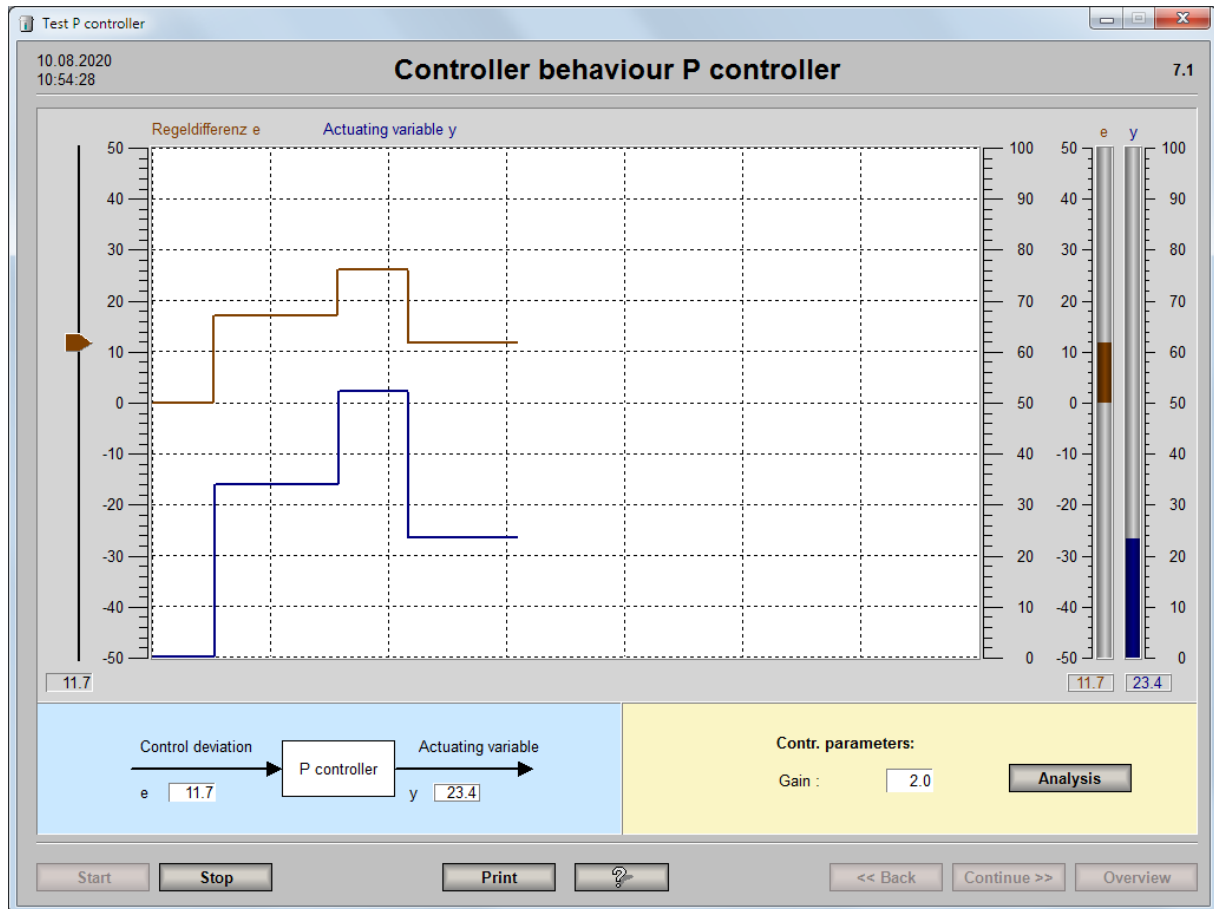 Test P controller
10.08.2020
10:54:28
Controller behaviour P controller
7.1
Regeldifferenz e
Actuating variable y
e y
50 100 50 100
40 90 40 90
30 80 30 80
20 70 20 70
10 60 10 60
0 50 0 50
-10 40 -10 40
-20 30 -20 30
-30 20 -30 20
-40 10 -40 10
-50 0 -50 0
11.7 11.7 23.4
Control deviation
P controller
Actuating variable
e 11.7
y 23.4
Contr. parameters:
Gain : 2.0
Analysis
Start Stop Print ? << Back Continue >> Overview